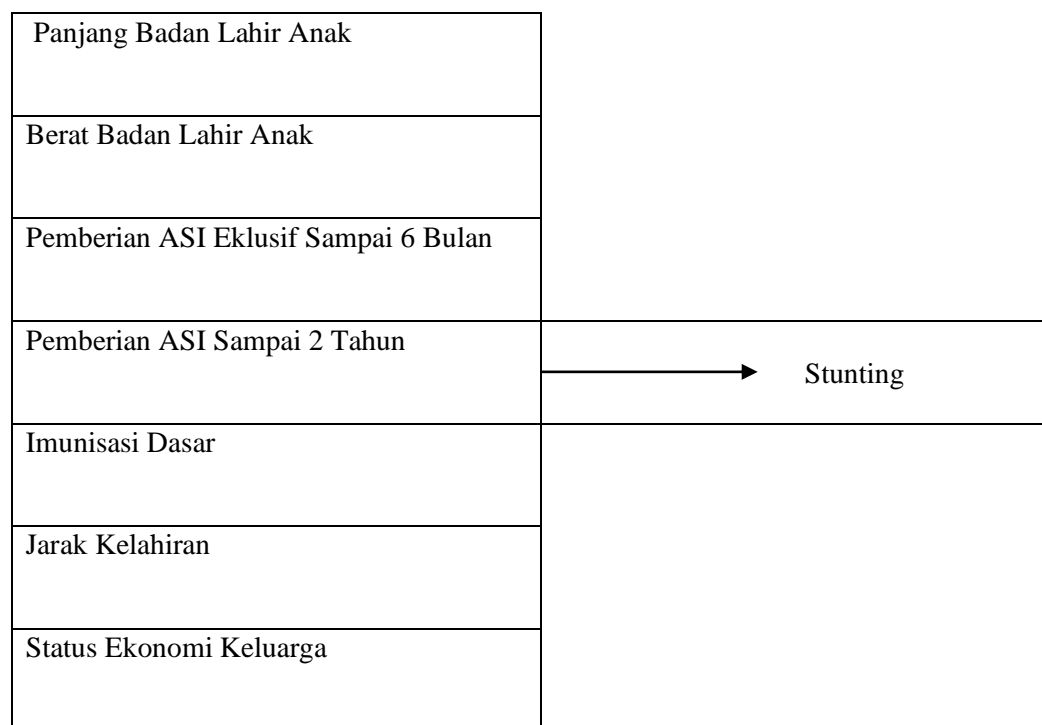 Panjang Badan Lahir Anak
Berat Badan Lahir Anak
Pemberian ASI Eklusif Sampai 6 Bulan
Pemberian ASI Sampai 2 Tahun
Stunting
Imunisasi Dasar
Jarak Kelahiran
Status Ekonomi Keluarga